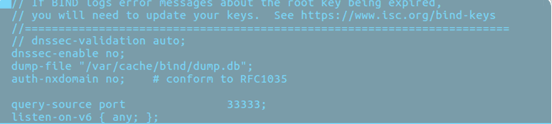 // If BIND logs error messages about the root key being expired,
// you will need to update your keys.  See https://www.isc.org/bind-keys
//========================================================================
// dnssec-validation auto;
dnssec-enable no;
dump-file "/var/cache/bind/dump.db";
auth-nxdomain no;    # conform to RFC1035
query-source port                33333;
listen-on-v6 { any; };